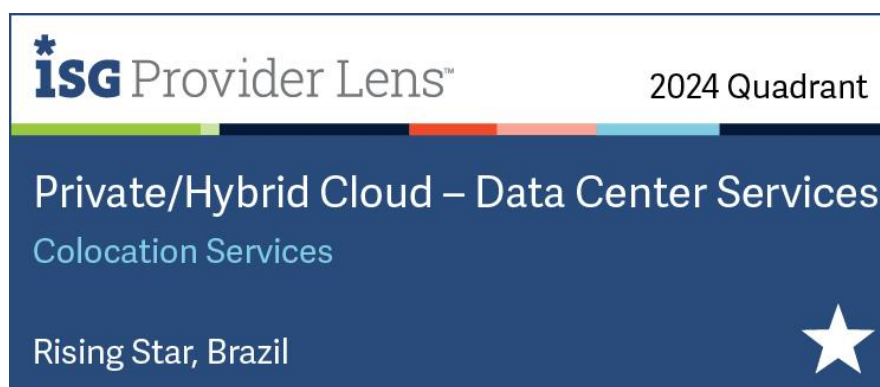 *isg Provider Lens™
2024 Quadrant
Private/Hybrid Cloud – Data Center Services
Colocation Services
Rising Star, Brazil